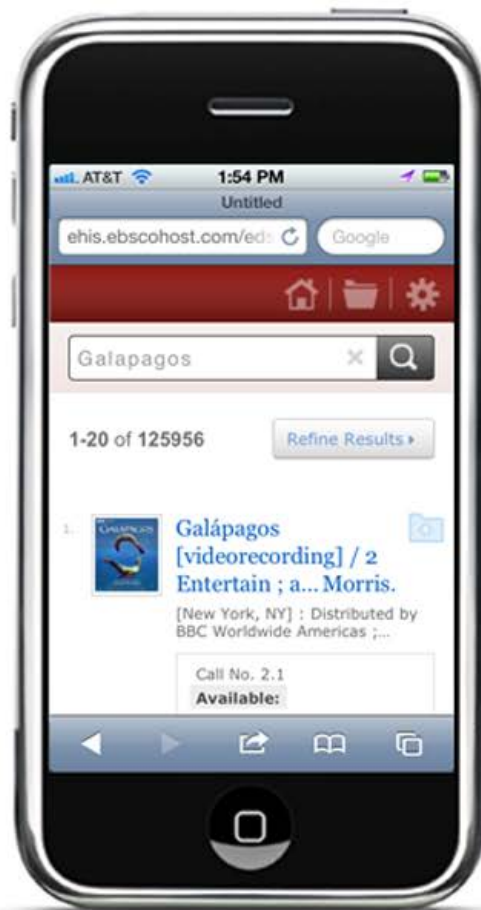 AT&T 1:54 PM
Untitled
ehis.ebscohost.com/eds Google
Galapagos
1-20 of 125956 Refine Results
1. Galápagos
[videorecording] / 2
Entertain ; a... Morris.
[New York, NY] : Distributed by
BBC Worldwide Americas ;...
Call No. 2.1
Available:
GALÁPAGOS